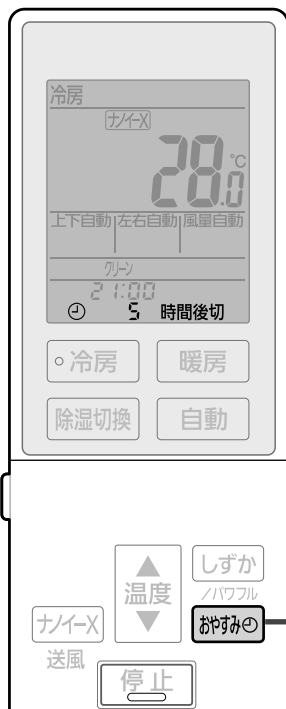 冷房
ナノイーX
28.0℃
上下自動 左右自動 風量自動
クリーン
21:00
5 時間後切
冷房 暖房
除湿切換 自動
温度
しずか
/パワフル
ナノイーX
おやすみ
送風
停止